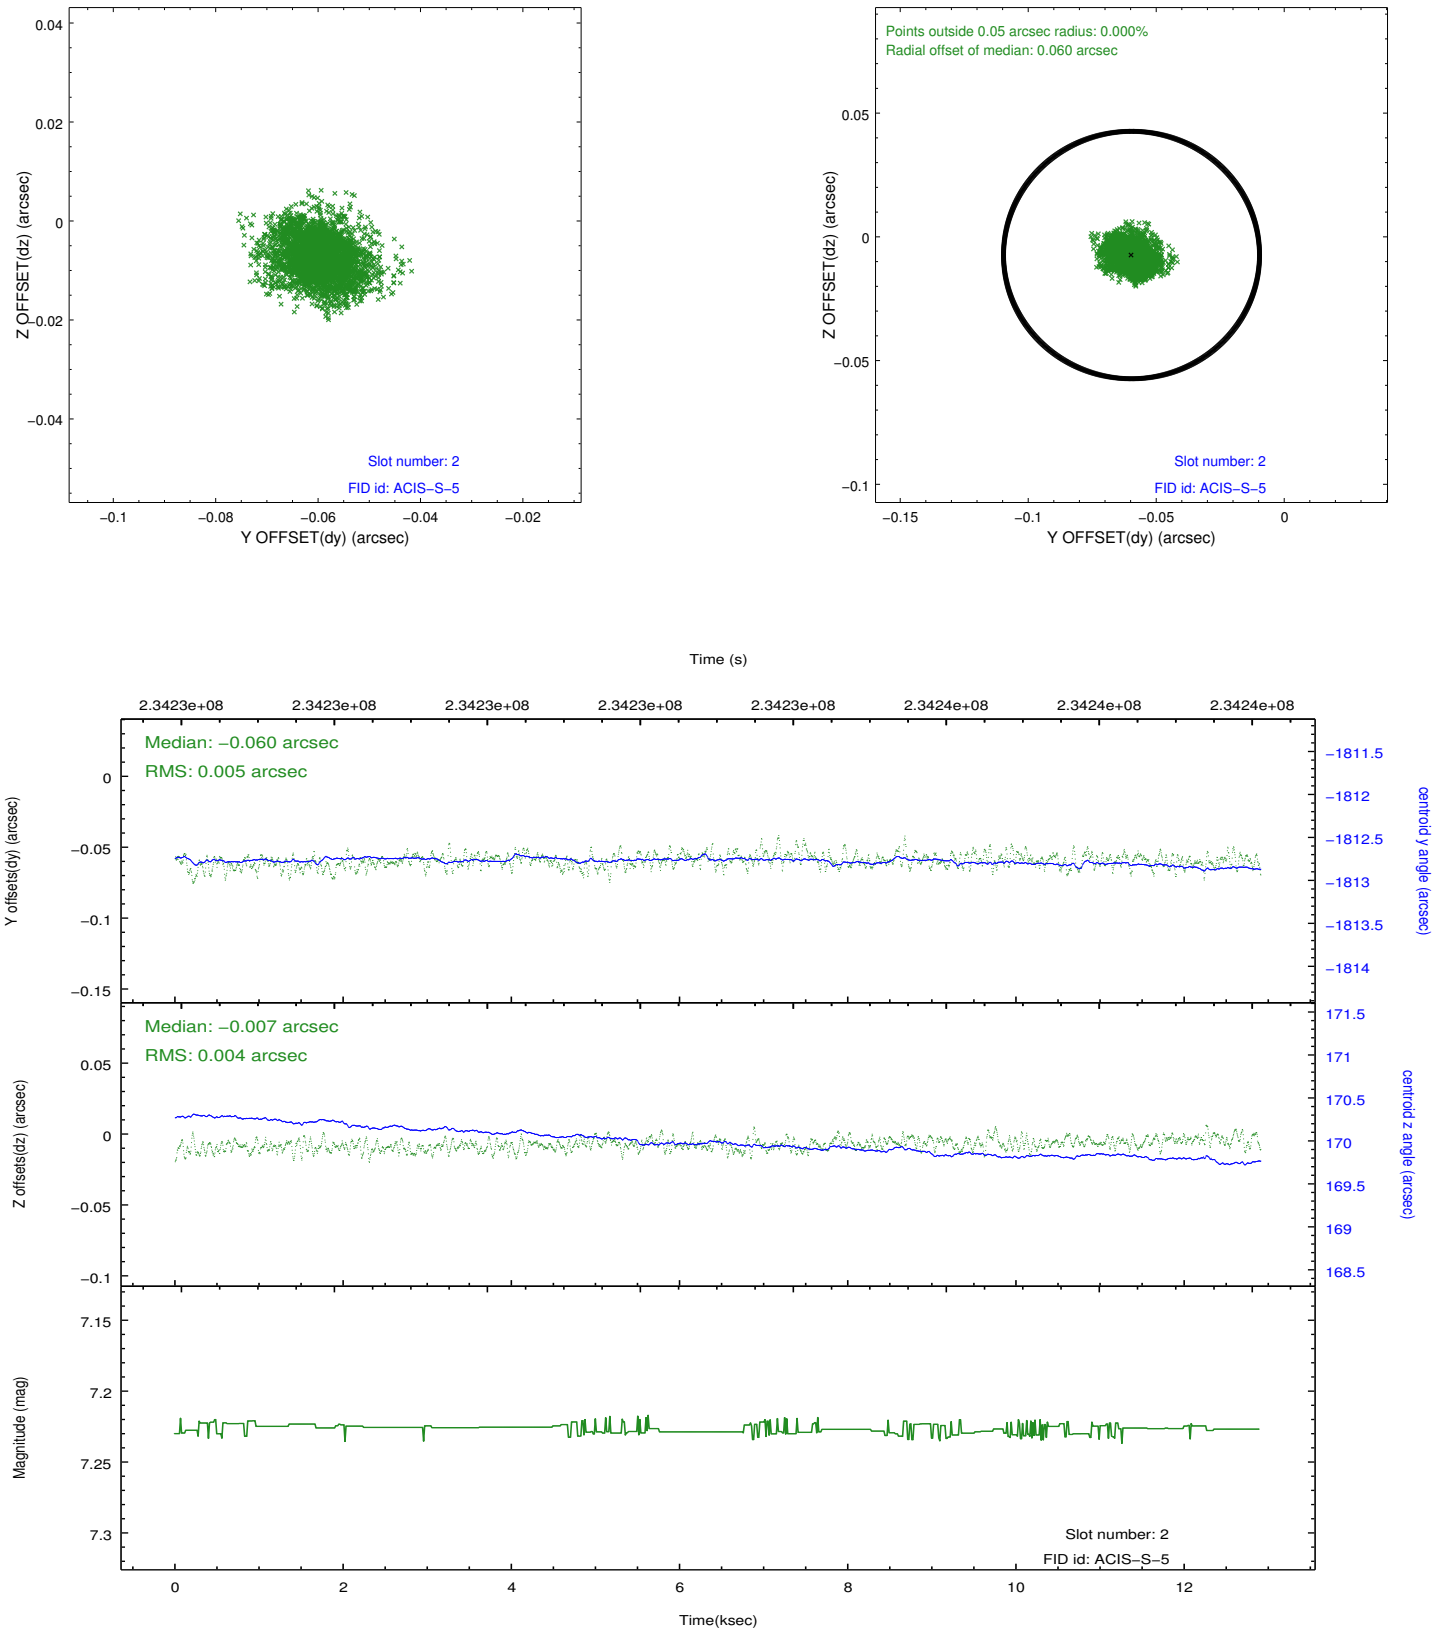 0.04
0.02
0
−0.02
−0.04
Z OFFSET(dz) (arcsec)
Slot number: 2
FID id: ACIS−S−5
−0.1
−0.08
−0.06
−0.04
−0.02
Y OFFSET(dy) (arcsec)
Points outside 0.05 arcsec radius: 0.000%
Radial offset of median: 0.060 arcsec
0.05
0
−0.05
−0.1
Z OFFSET(dz) (arcsec)
Slot number: 2
FID id: ACIS−S−5
−0.15
−0.1
−0.05
0
Y OFFSET(dy) (arcsec)
Time (s)
2.3423e+08
2.3423e+08
2.3423e+08
2.3423e+08
2.3423e+08
2.3424e+08
2.3424e+08
2.3424e+08
Median: −0.060 arcsec
RMS: 0.005 arcsec
0
−0.05
−0.1
−0.15
Y offsets(dy) (arcsec)
−1811.5
−1812
−1812.5
−1813
−1813.5
−1814
centroid y angle (arcsec)
Median: −0.007 arcsec
RMS: 0.004 arcsec
0.05
0
−0.05
−0.1
Z offsets(dz) (arcsec)
171.5
171
170.5
170
169.5
169
168.5
centroid z angle (arcsec)
7.15
7.2
7.25
7.3
Magnitude (mag)
Slot number: 2
FID id: ACIS−S−5
0
2
4
6
8
10
12
Time(ksec)